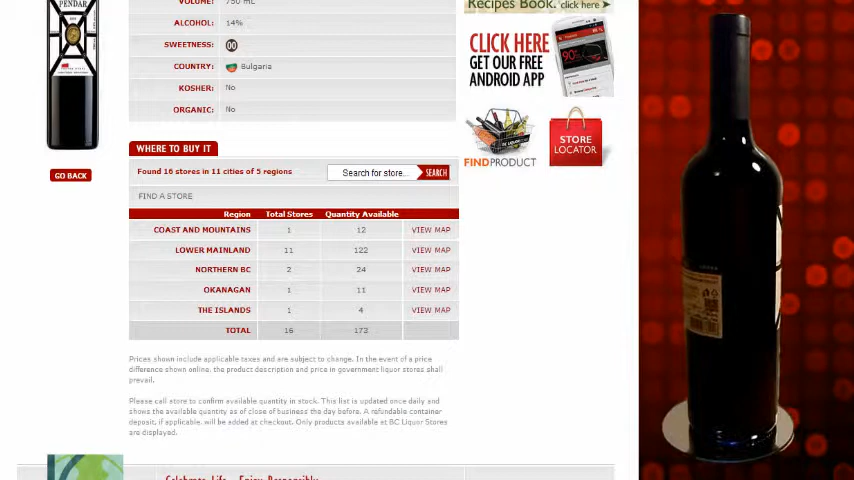 PENDAR
VOLUME: 750 mL
ALCOHOL: 14%
SWEETNESS: 00
COUNTRY: Bulgaria
KOSHER: No
ORGANIC: No
Recipes Book. click here
CLICK HERE
GET OUR FREE
ANDROID APP
FINDPRODUCT
STORE
LOCATOR
GO BACK
WHERE TO BUY IT
Found 16 stores in 11 cities of 5 regions
Search for store...
SEARCH
FIND A STORE
Region Total Stores Quantity Available
COAST AND MOUNTAINS 1 12 VIEW MAP
LOWER MAINLAND 11 122 VIEW MAP
NORTHERN BC 2 24 VIEW MAP
OKANAGAN 1 11 VIEW MAP
THE ISLANDS 1 4 VIEW MAP
TOTAL 16 173
Prices shown include applicable taxes and are subject to change. In the event of a price
difference shown online, the product description and price in government liquor stores shall
prevail.
Please call store to confirm available quantity in stock. This list is updated once daily and
shows the available quantity as of close of business the day before. A refundable container
deposit, if applicable, will be added at checkout. Only products available at BC Liquor Stores
are displayed.
Celebrate Life... Enjoy Responsibly